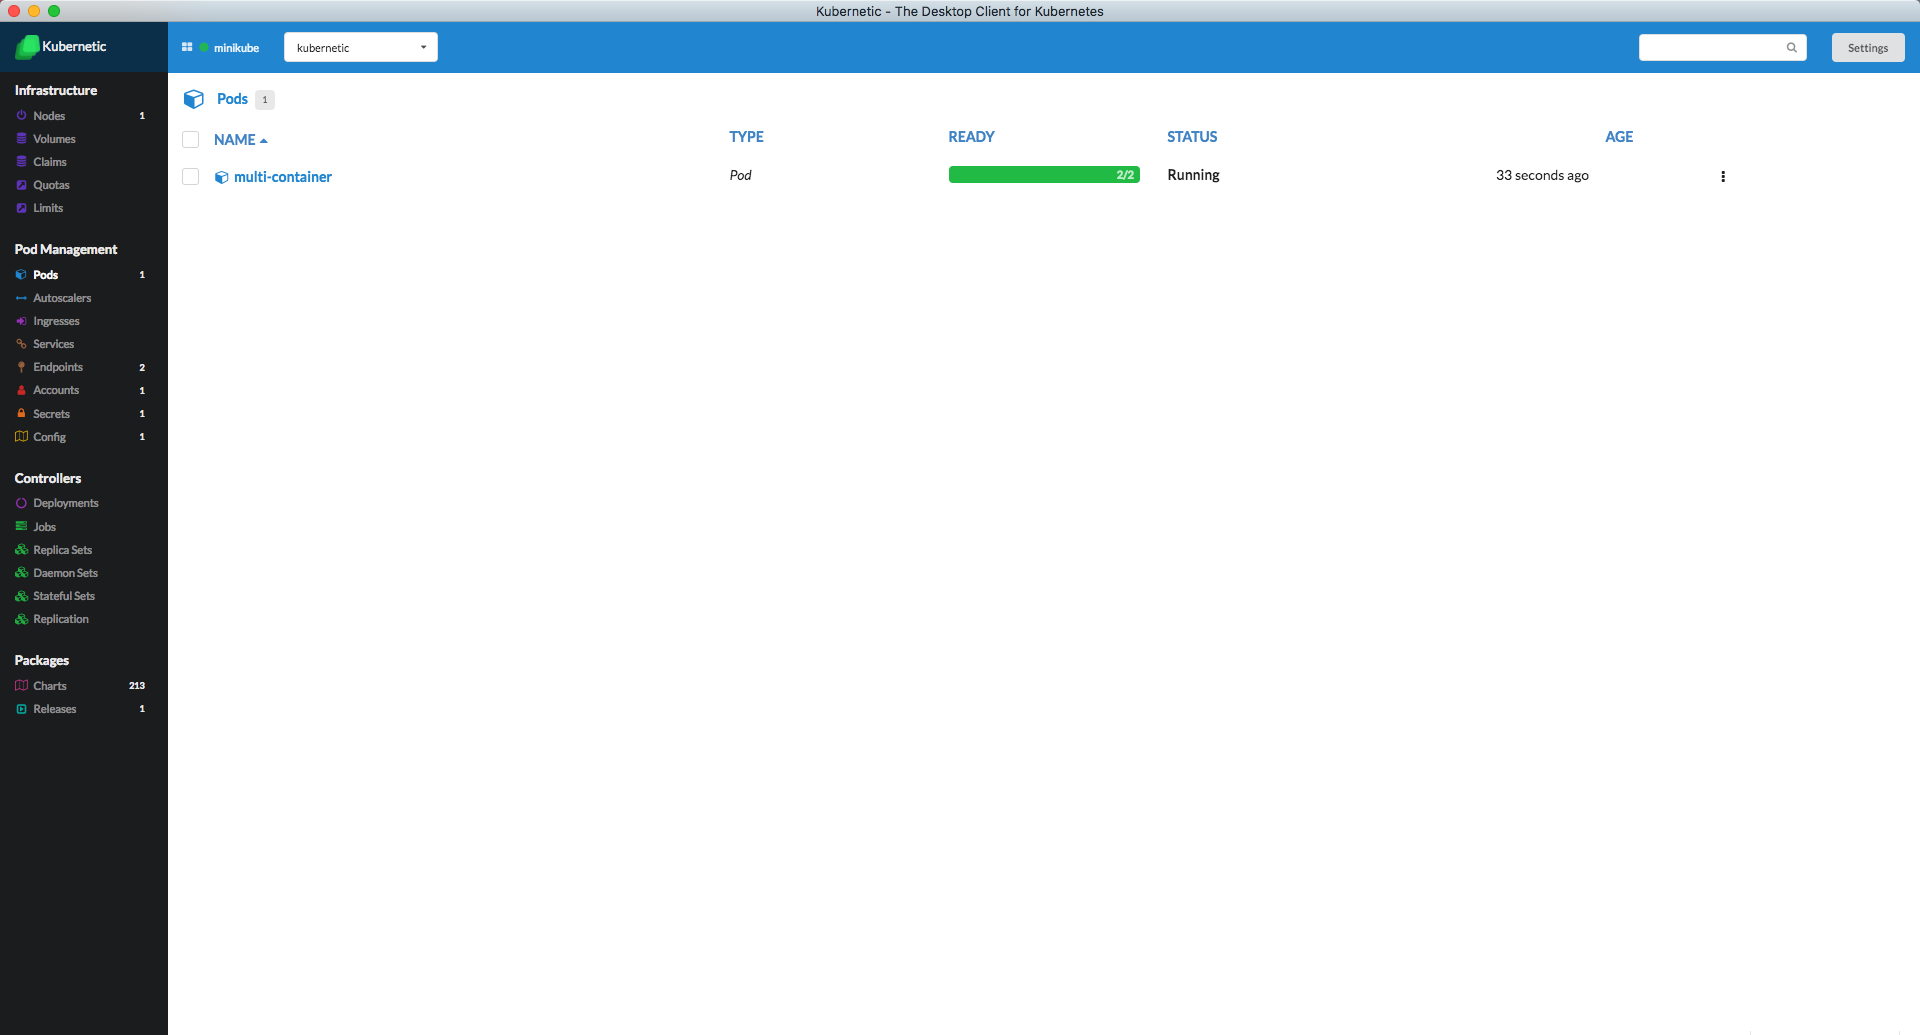 Kubernetic - The Desktop Client for Kubernetes
Kubernetic
minikube
kubernetic
Settings
Infrastructure
Nodes 1
Volumes
Claims
Quotas
Limits
Pod Management
Pods 1
Autoscalers
Ingresses
Services
Endpoints 2
Accounts 1
Secrets 1
Config 1
Controllers
Deployments
Jobs
Replica Sets
Daemon Sets
Stateful Sets
Replication
Packages
Charts 213
Releases 1
Pods 1
NAME TYPE READY STATUS AGE
multi-container Pod 2/2 Running 33 seconds ago